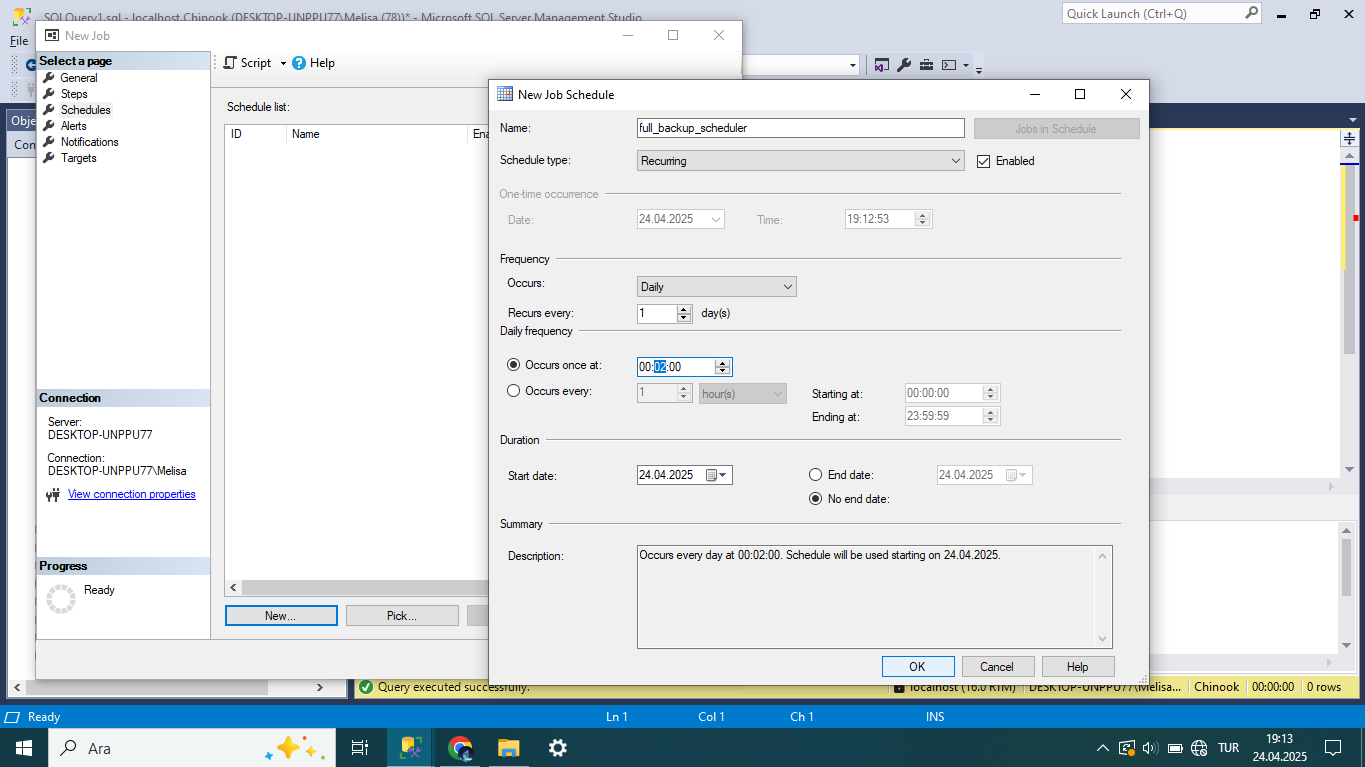 SQLQuery1.sql - localhost.Chinook (DESKTOP-UNPPU77\Melisa (78))* - Microsoft SQL Server Management Studio
Quick Launch (Ctrl+Q)
File
New Job
Select a page
General
Steps
Schedules
Alerts
Notifications
Targets
Script
Help
Schedule list:
ID Name Ena
Obje
Con
Connection
Server:
DESKTOP-UNPPU77
Connection:
DESKTOP-UNPPU77\Melisa
View connection properties
Progress
Ready
New...
Pick...
New Job Schedule
Name: full_backup_scheduler Jobs in Schedule
Schedule type: Recurring Enabled
One-time occurrence
Date: 24.04.2025 Time: 19:12:53
Frequency
Occurs: Daily
Recurs every: 1 day(s)
Daily frequency
Occurs once at: 00:02:00
Occurs every: 1 hour(s) Starting at: 00:00:00
Ending at: 23:59:59
Duration
Start date: 24.04.2025 End date: 24.04.2025
No end date:
Summary
Description: Occurs every day at 00:02:00. Schedule will be used starting on 24.04.2025.
OK Cancel Help
Query executed successfully. localhost (16.0 RTM) DESKTOP-UNPPU77\Melisa... Chinook 00:00:00 0 rows
Ready Ln 1 Col 1 Ch 1 INS
Ara
TUR
19:13
24.04.2025